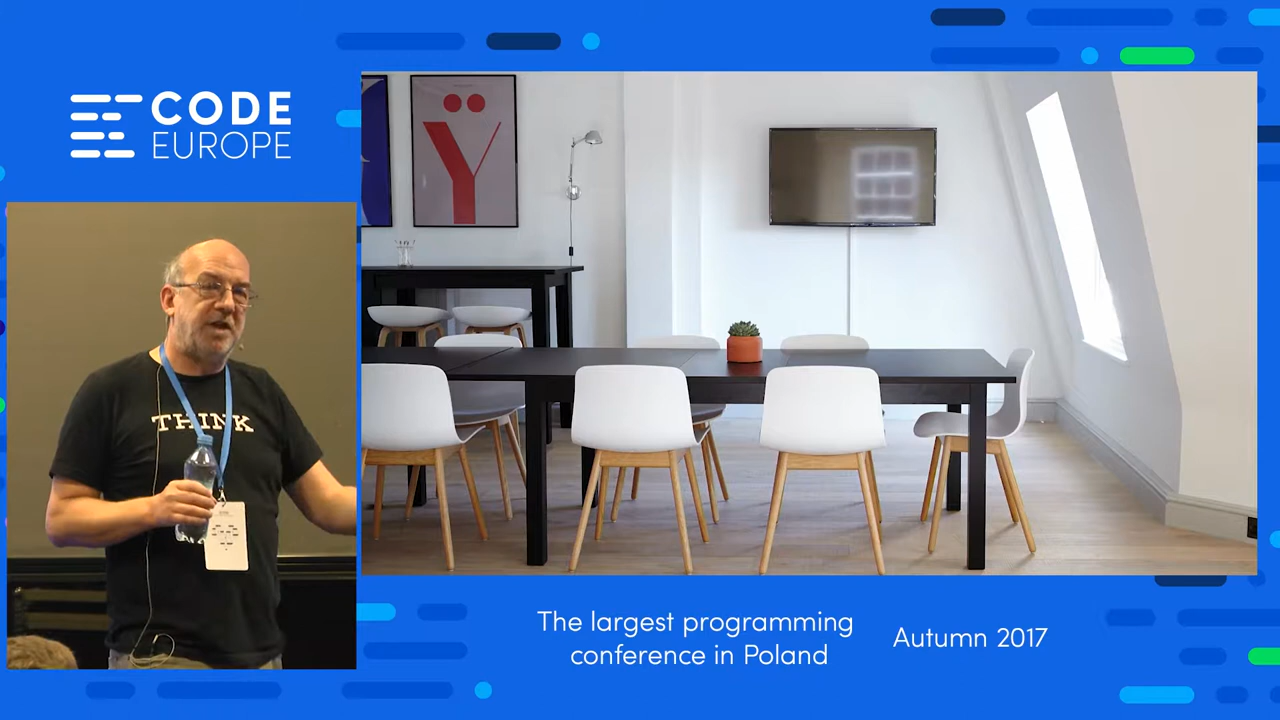 CODE
EUROPE
Ÿ
THINK
The largest programming
conference in Poland
Autumn 2017